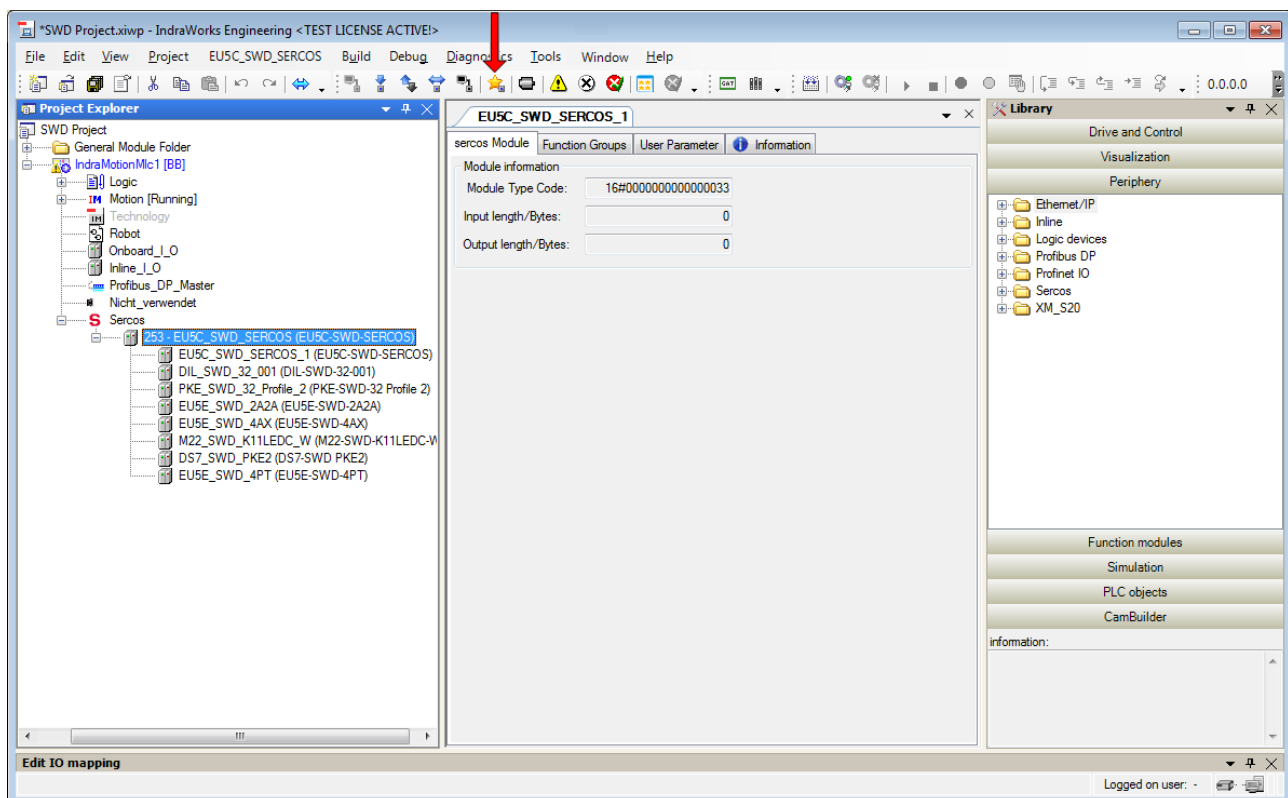 *SWD Project.xiwp - IndraWorks Engineering <TEST LICENSE ACTIVE!>
File Edit View Project EU5C_SWD_SERCOS Build Debug Diagnostics Tools Window Help
0.0.0.0
Project Explorer
SWD Project
General Module Folder
IndraMotionMlc1 [BB]
Logic
IM Motion [Running]
IM Technology
Robot
Onboard_I_O
Inline_I_O
Profibus_DP_Master
Nicht_verwendet
S Sercos
253 - EU5C_SWD_SERCOS (EU5C-SWD-SERCOS)
EU5C_SWD_SERCOS_1 (EU5C-SWD-SERCOS)
DIL_SWD_32_001 (DIL-SWD-32-001)
PKE_SWD_32_Profile_2 (PKE-SWD-32 Profile 2)
EU5E_SWD_2A2A (EU5E-SWD-2A2A)
EU5E_SWD_4AX (EU5E-SWD-4AX)
M22_SWD_K11LEDC_W (M22-SWD-K11LEDC-W
DS7_SWD_PKE2 (DS7-SWD PKE2)
EU5E_SWD_4PT (EU5E-SWD-4PT)
EU5C_SWD_SERCOS_1
sercos Module Function Groups User Parameter Information
Module information
Module Type Code: 16#0000000000000033
Input length/Bytes: 0
Output length/Bytes: 0
Library
Drive and Control
Visualization
Periphery
Ethernet/IP
Inline
Logic devices
Profibus DP
Profinet IO
Sercos
XM_S20
Function modules
Simulation
PLC objects
CamBuilder
information:
Edit IO mapping
Logged on user: -